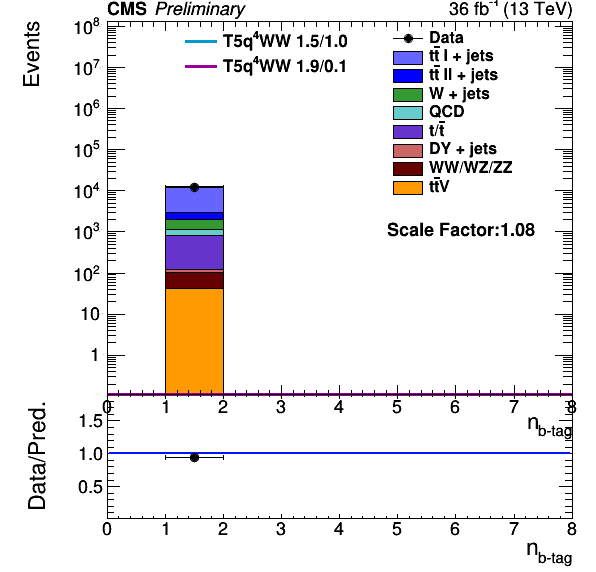 CMS Preliminary 36 fb⁻¹ (13 TeV)
Events
10⁸
10⁷
10⁶
10⁵
10⁴
10³
10²
10
1
T5q⁴WW 1.5/1.0
T5q⁴WW 1.9/0.1
Data
tt̄ l + jets
tt̄ ll + jets
W + jets
QCD
t/t̄
DY + jets
WW/WZ/ZZ
tt̄V
Scale Factor:1.08
0 1 2 3 4 5 6 7 8
n_b-tag
Data/Pred.
1.5
1.0
0.5
0 1 2 3 4 5 6 7 8
n_b-tag